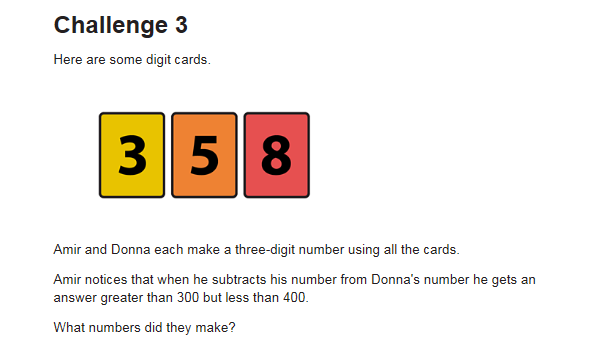 Challenge 3
Here are some digit cards.
3 5 8
Amir and Donna each make a three-digit number using all the cards.
Amir notices that when he subtracts his number from Donna's number he gets an
answer greater than 300 but less than 400.
What numbers did they make?